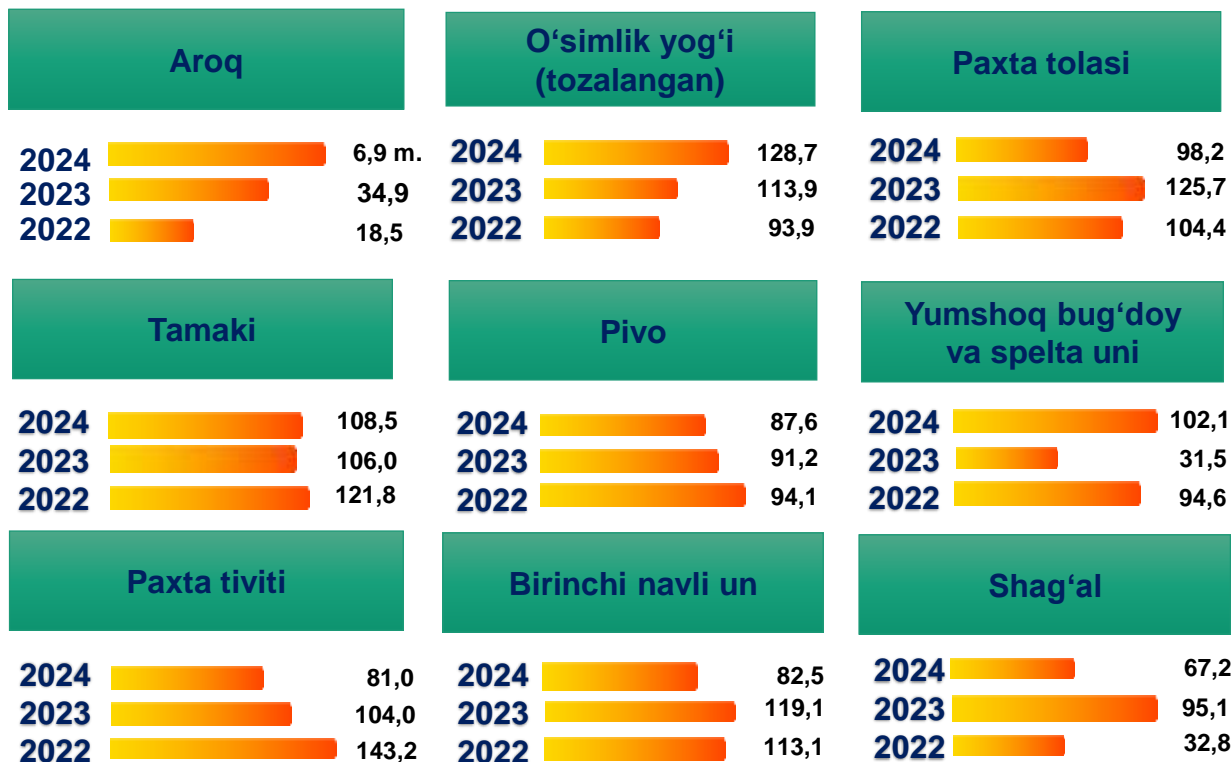 Aroq
2024 6,9 m.
2023 34,9
2022 18,5
O‘simlik yog‘i
(tozalangan)
2024 128,7
2023 113,9
2022 93,9
Paxta tolasi
2024 98,2
2023 125,7
2022 104,4
Tamaki
2024 108,5
2023 106,0
2022 121,8
Pivo
2024 87,6
2023 91,2
2022 94,1
Yumshoq bug‘doy
va spelta uni
2024 102,1
2023 31,5
2022 94,6
Paxta tiviti
2024 81,0
2023 104,0
2022 143,2
Birinchi navli un
2024 82,5
2023 119,1
2022 113,1
Shag‘al
2024 67,2
2023 95,1
2022 32,8